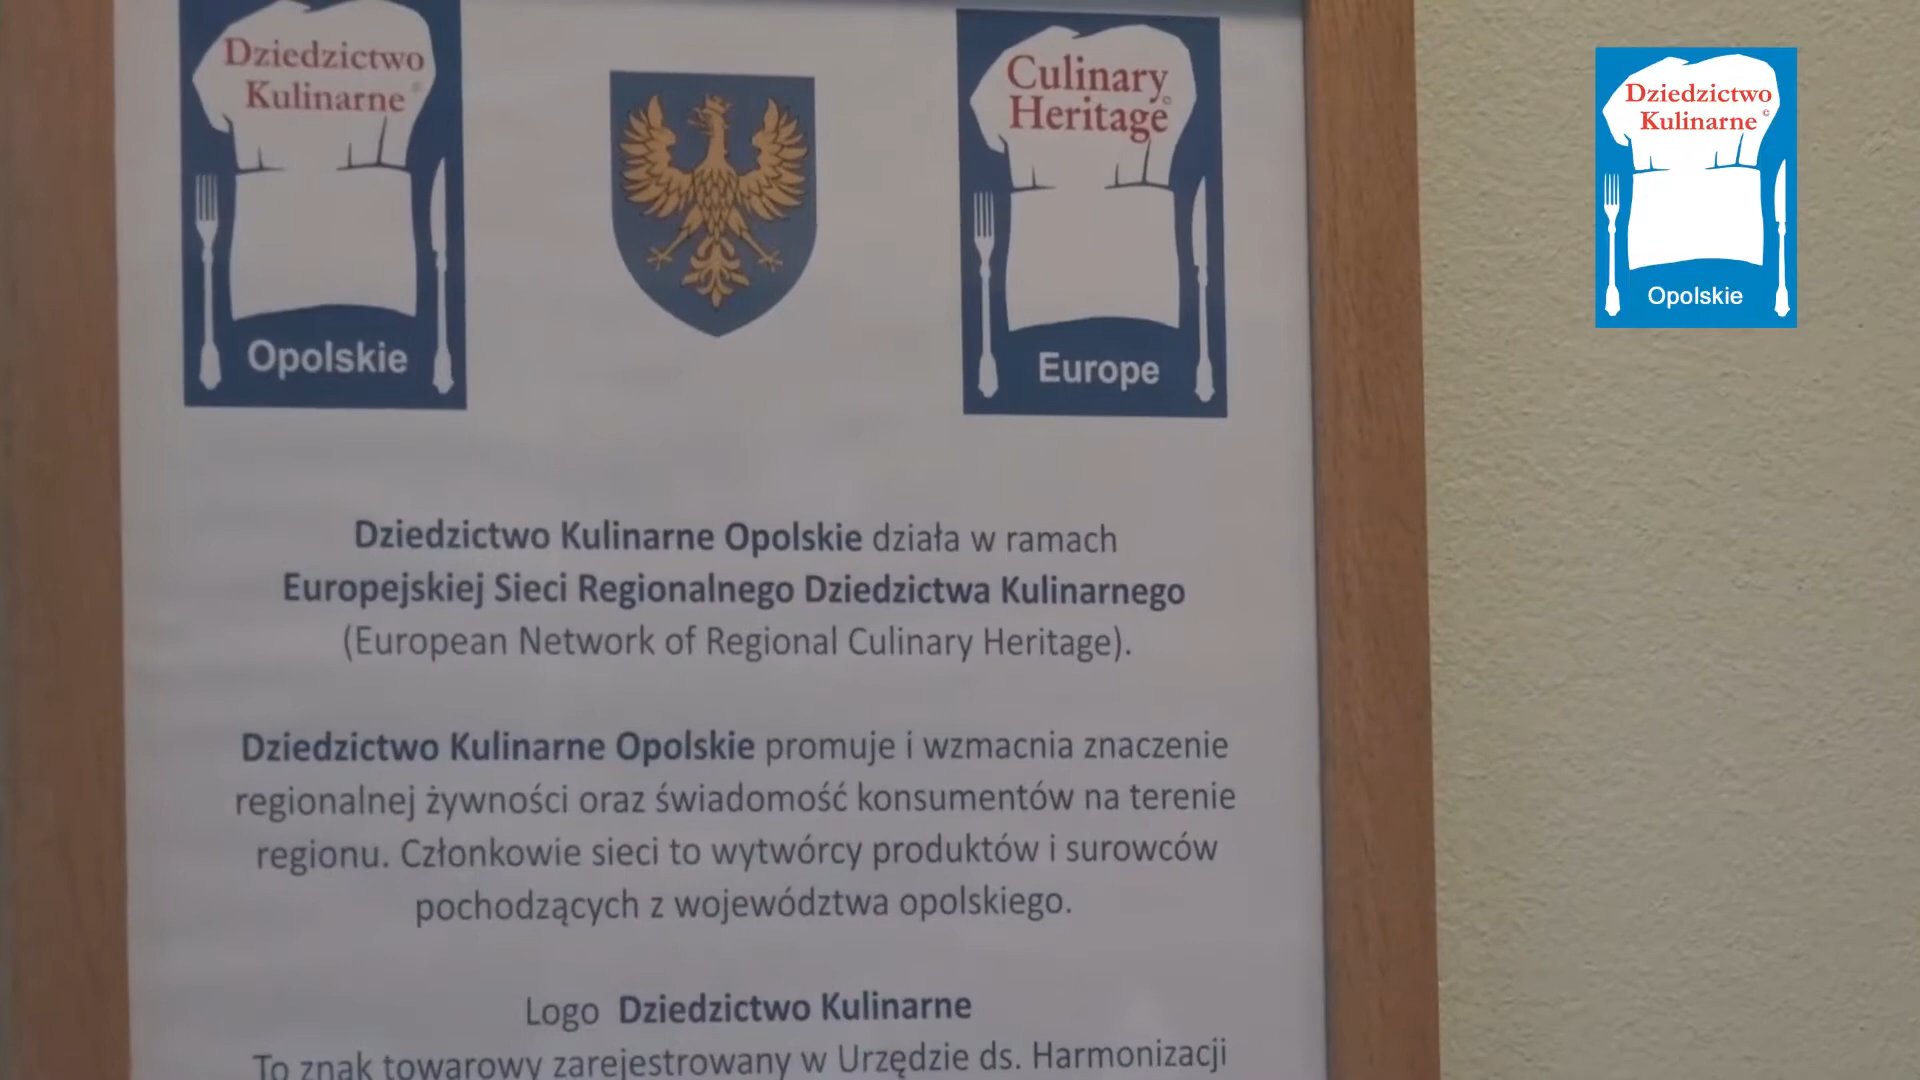 Dziedzictwo
Kulinarne ©
Opolskie
Culinary
Heritage ©
Europe
Dziedzictwo
Kulinarne ©
Opolskie
Dziedzictwo Kulinarne Opolskie działa w ramach
Europejskiej Sieci Regionalnego Dziedzictwa Kulinarnego
(European Network of Regional Culinary Heritage).
Dziedzictwo Kulinarne Opolskie promuje i wzmacnia znaczenie
regionalnej żywności oraz świadomość konsumentów na terenie
regionu. Członkowie sieci to wytwórcy produktów i surowców
pochodzących z województwa opolskiego.
Logo Dziedzictwo Kulinarne
To znak towarowy zarejestrowany w Urzędzie ds. Harmonizacji